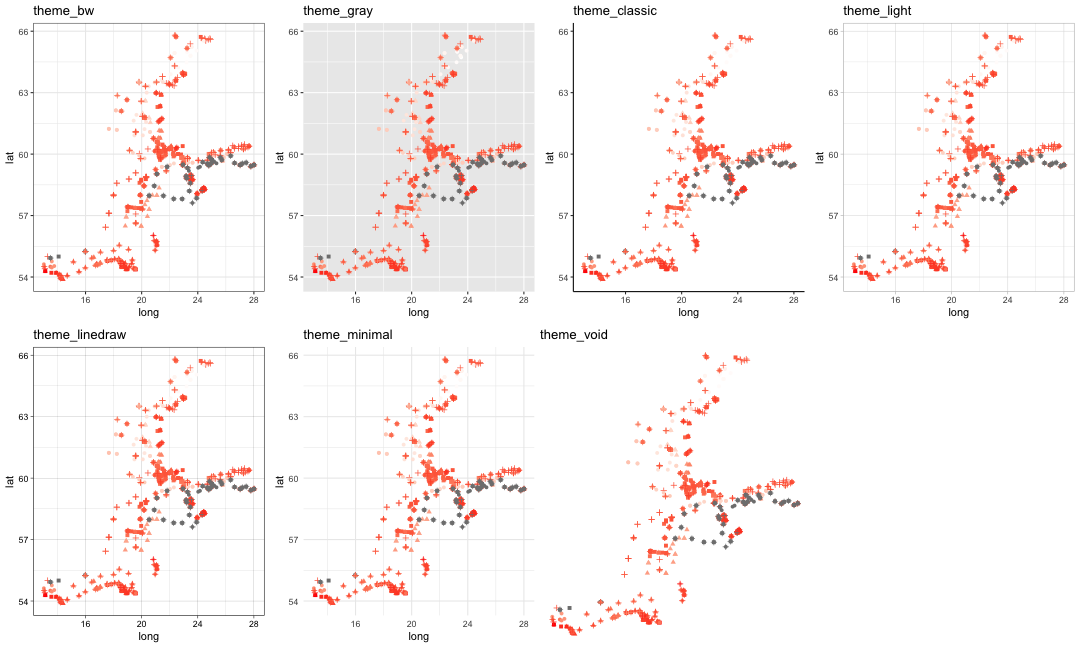 theme_bw
66
63
60
57
54
lat
16 20 24 28
long
theme_gray
66
63
60
57
54
lat
16 20 24 28
long
theme_classic
66
63
60
57
54
lat
16 20 24 28
long
theme_light
66
63
60
57
54
lat
16 20 24 28
long
theme_linedraw
66
63
60
57
54
lat
16 20 24 28
long
theme_minimal
66
63
60
57
54
lat
16 20 24 28
long
theme_void